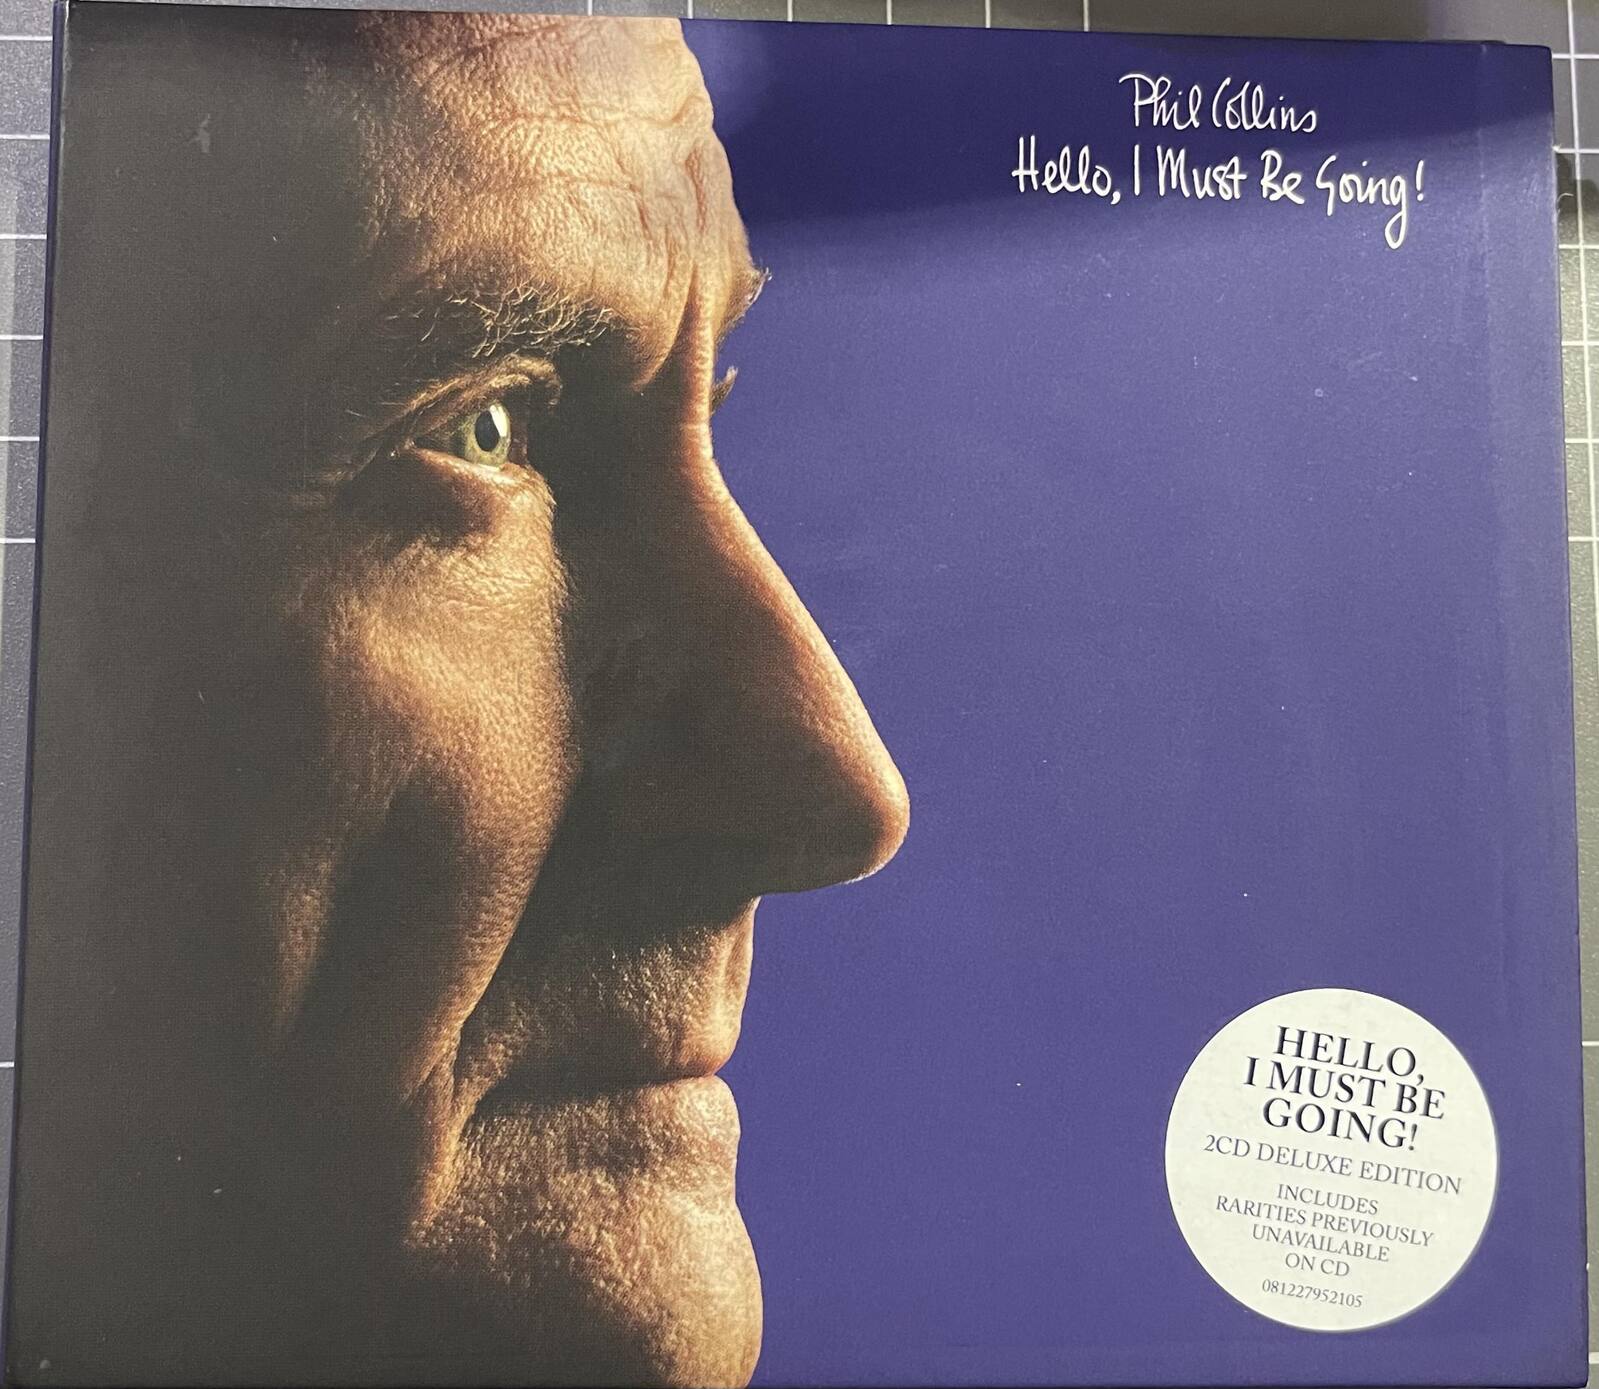 Phil Collins
Hello, I Must Be Going!
HELLO,
I MUST BE
GOING!
2CD DELUXE EDITION
INCLUDES
RARITIES PREVIOUSLY
UNAVAILABLE
ON CD
081227952105